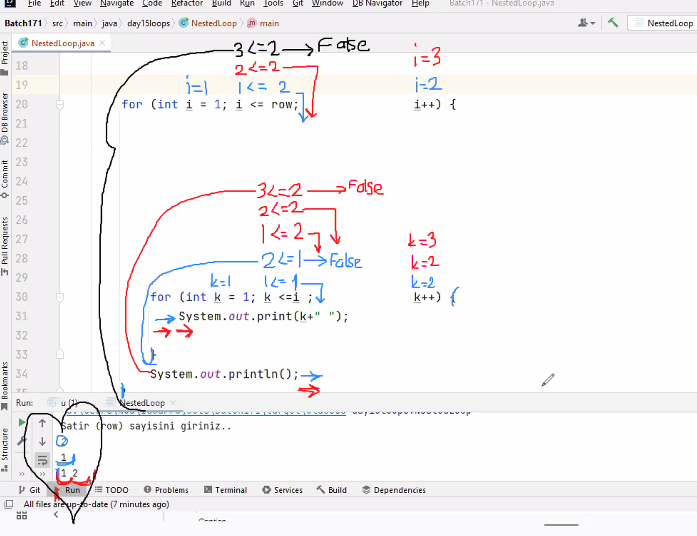 File Edit View Navigate Code Refactor Build Run Tools Git Window DB Navigator Help
Batch171 src main java day15loops NestedLoop main NestedLoop
NestedLoop.java
3<=2 → False i=3
18 2<=2
19 i=1 1<= 2 i=2
20 for (int i = 1; i <= row; i++) {
21
22
23
24 3<=2 → False
25 2<=2
26 1<=2 k=3
27 k=2
28 2<=1 → False
29 k=1 1<=1 k=2
30 for (int k = 1; k <=i ; k++) {
31 System.out.print(k+" ");
32
33 }
34 System.out.println();
Project
DB Browser
Commit
Pull Requests
Bookmarks
Structure
Run: u (1) NestedLoop
Satir (row) sayisini giriniz..
2
1
1 2
Git Run TODO Problems Terminal Services Build Dependencies
All files are up-to-date (7 minutes ago)